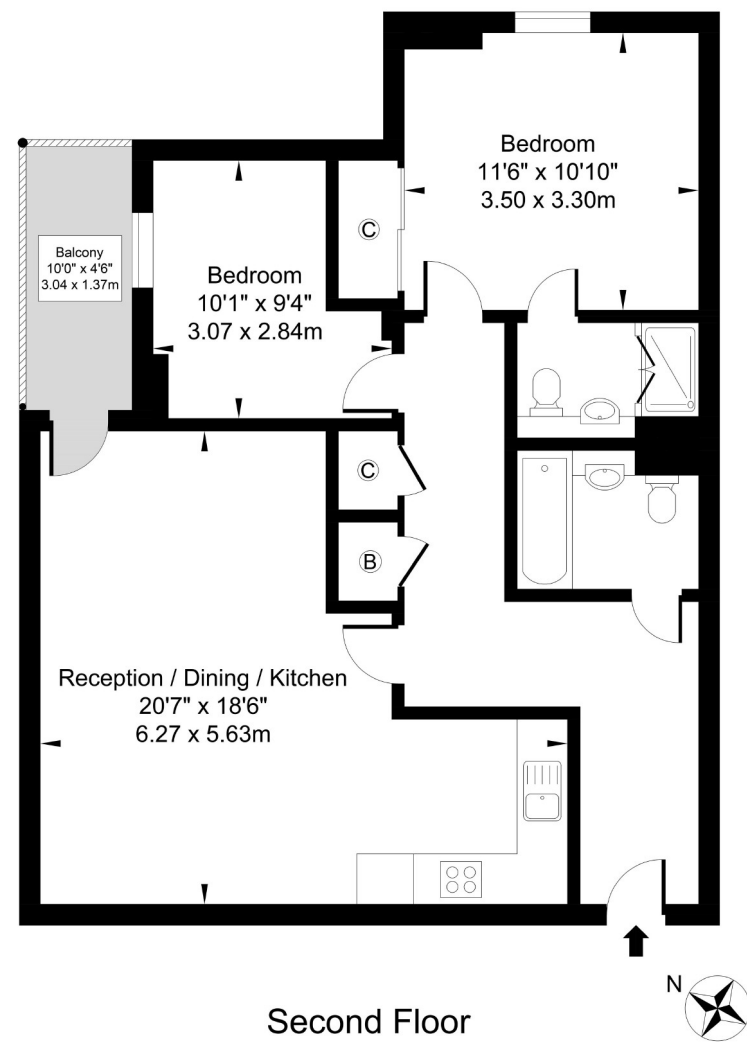 Bedroom
11'6" x 10'10"
3.50 x 3.30m
C
Balcony
10'0" x 4'6"
3.04 x 1.37m
Bedroom
10'1" x 9'4"
3.07 x 2.84m
C
B
Reception / Dining / Kitchen
20'7" x 18'6"
6.27 x 5.63m
N
Second Floor